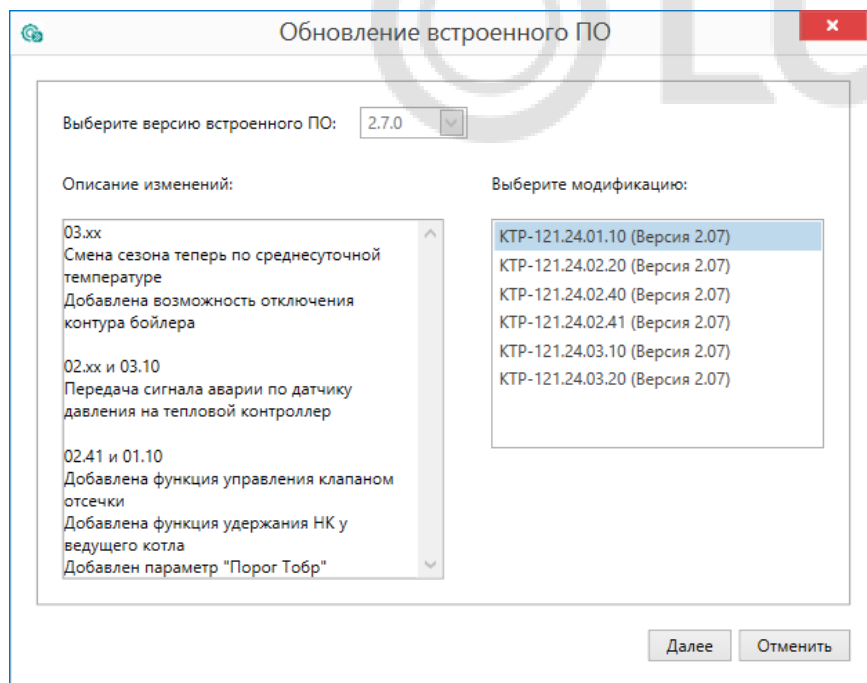 Обновление встроенного ПО
Выберите версию встроенного ПО: 2.7.0
Описание изменений:
03.xx
Смена сезона теперь по среднесуточной
температуре
Добавлена возможность отключения
контура бойлера
02.xx и 03.10
Передача сигнала аварии по датчику
давления на тепловой контроллер
02.41 и 01.10
Добавлена функция управления клапаном
отсечки
Добавлена функция удержания НК у
ведущего котла
Добавлен параметр "Порог Тобр"
Выберите модификацию:
КТР-121.24.01.10 (Версия 2.07)
КТР-121.24.02.20 (Версия 2.07)
КТР-121.24.02.40 (Версия 2.07)
КТР-121.24.02.41 (Версия 2.07)
КТР-121.24.03.10 (Версия 2.07)
КТР-121.24.03.20 (Версия 2.07)
Далее Отменить